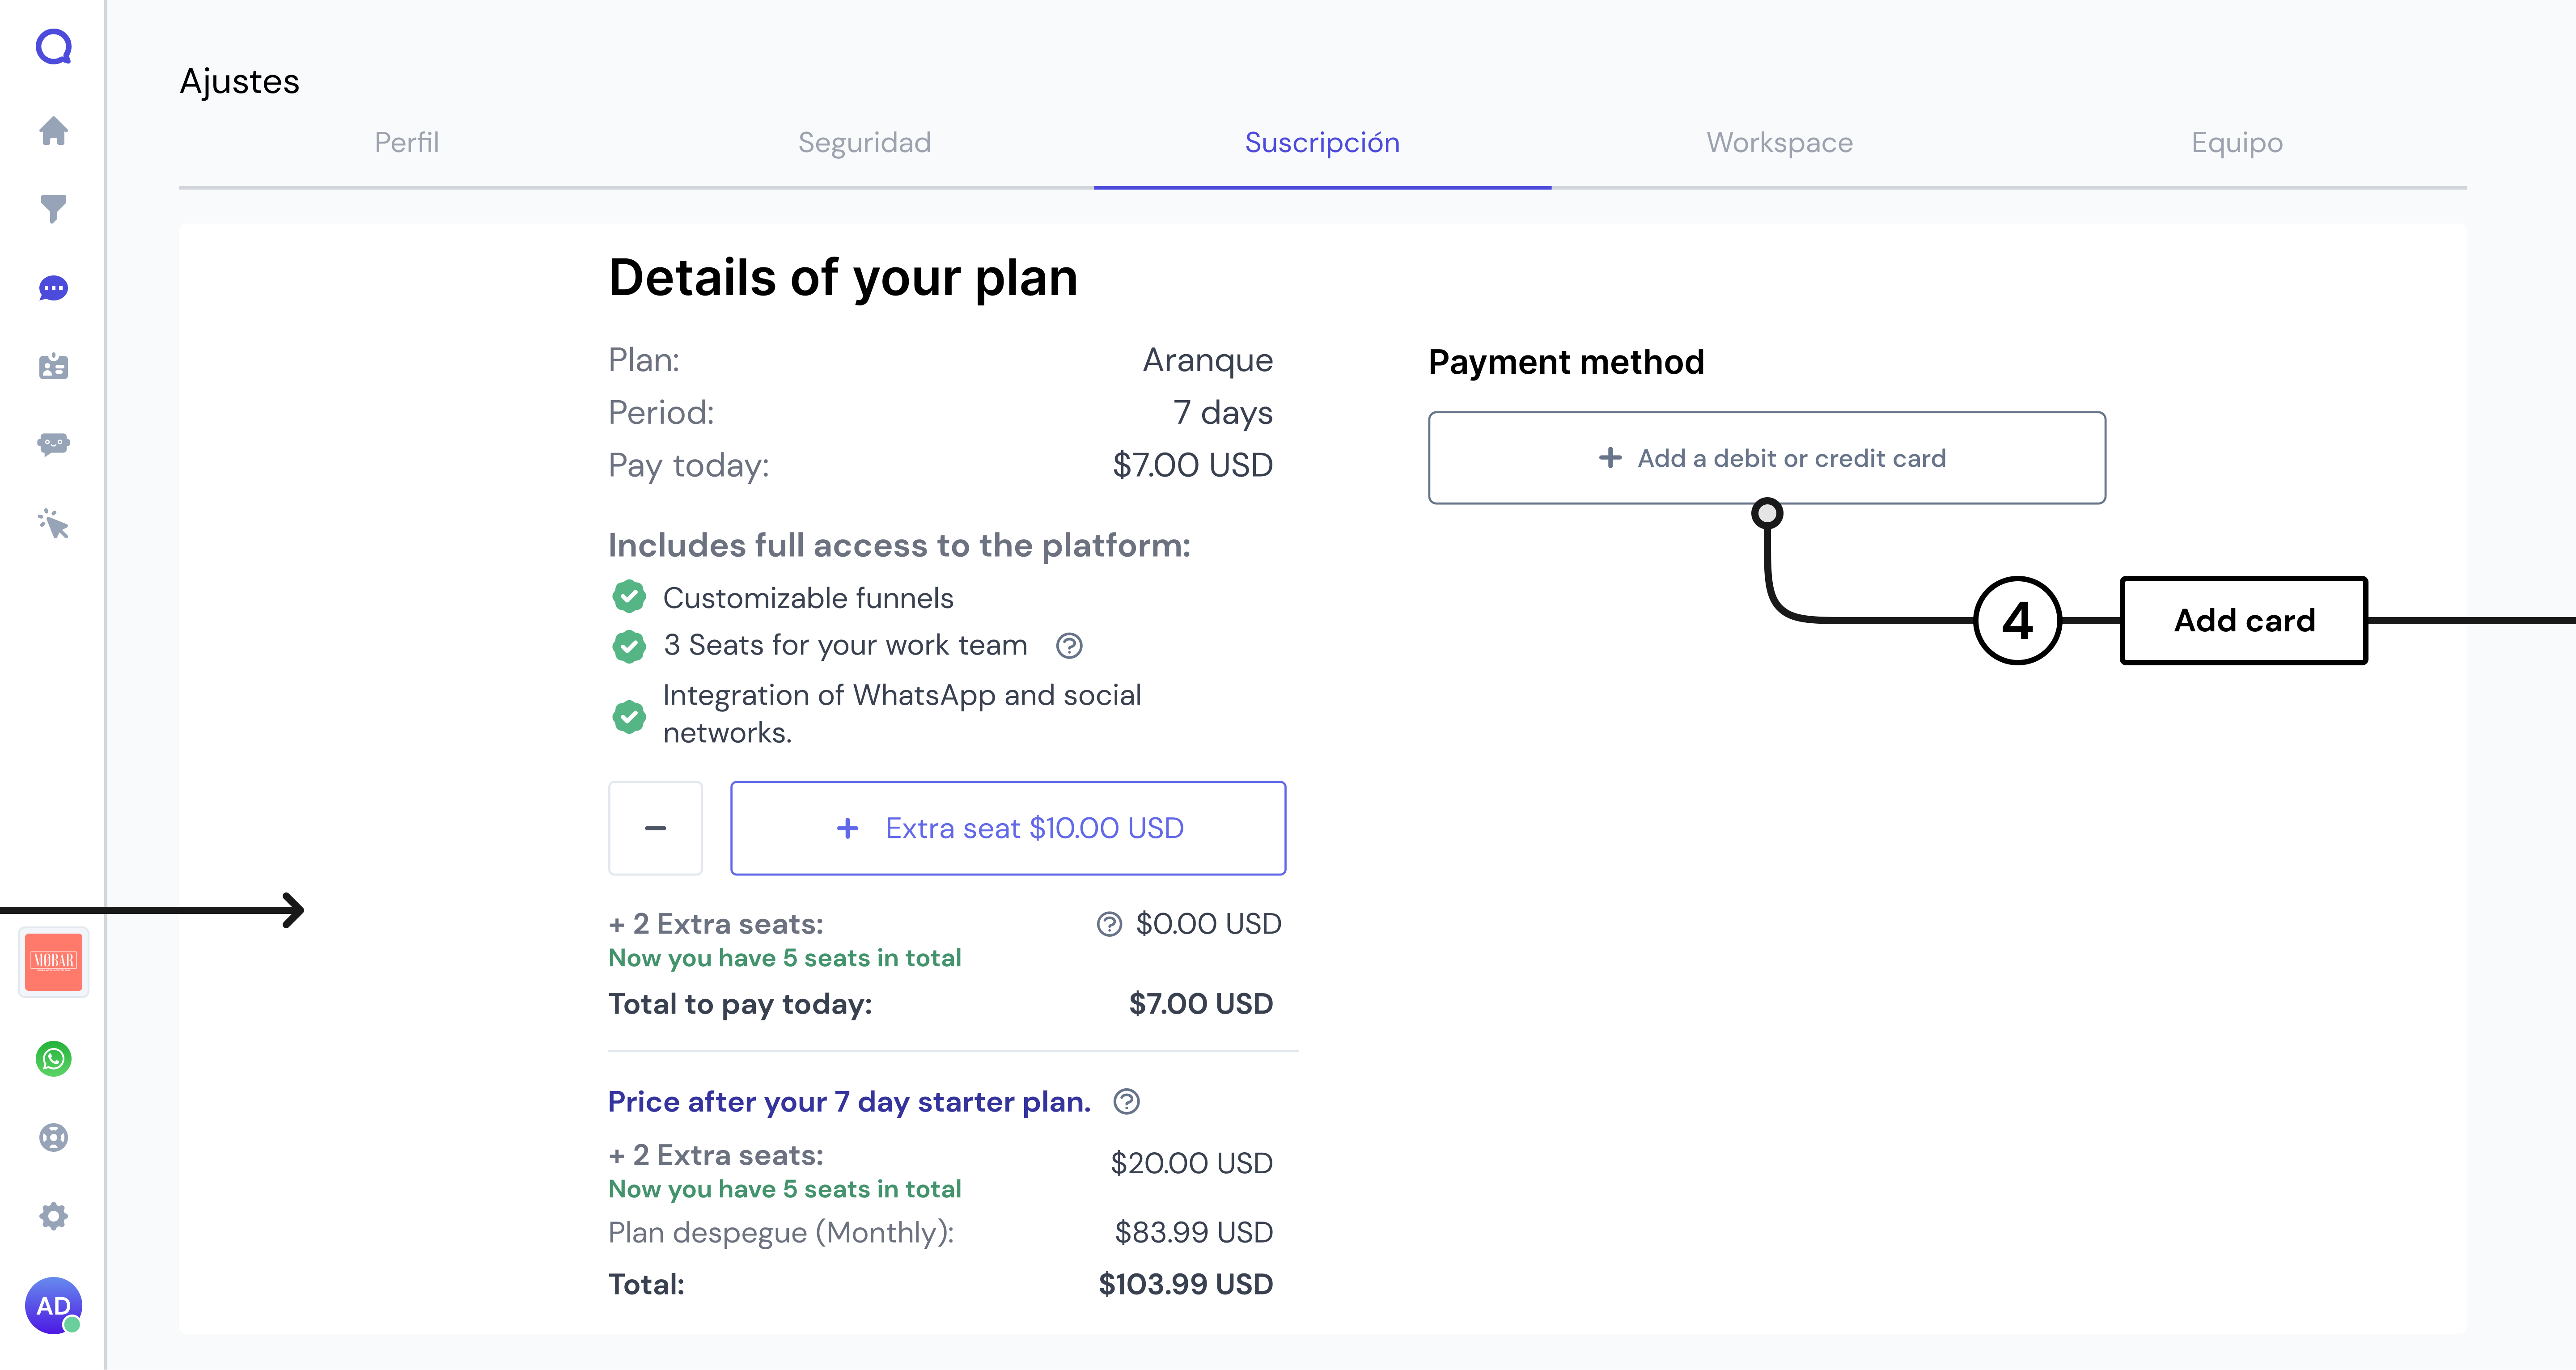 Ajustes
Perfil
Seguridad
Suscripción
Workspace
Equipo
Details of your plan
Plan:
Aranque
Period:
7 days
Pay today:
$7.00 USD
Includes full access to the platform:
Customizable funnels
3 Seats for your work team
Integration of WhatsApp and social
networks.
Extra seat $10.00 USD
+ 2 Extra seats:
$0.00 USD
Now you have 5 seats in total
Total to pay today:
$7.00 USD
Price after your 7 day starter plan.
+ 2 Extra seats:
$20.00 USD
Now you have 5 seats in total
Plan despegue (Monthly):
$83.99 USD
Total:
$103.99 USD
Payment method
+ Add a debit or credit card
4
Add card
MOBAR
AD